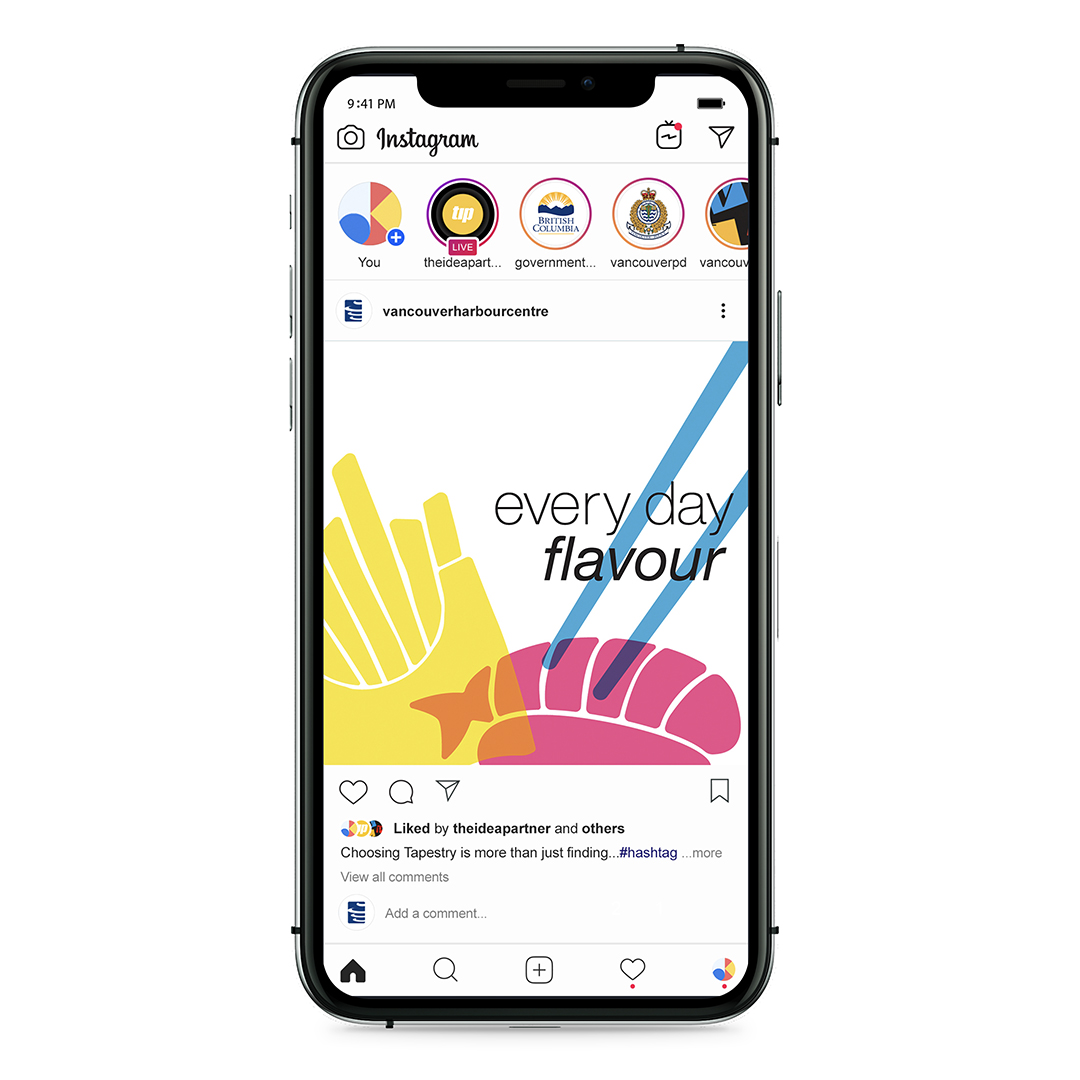 9:41 PM
Instagram
tip
LIVE
BRITISH
COLUMBIA
You
theideapart...
government...
vancouverpd
vancouv
vancouverharbourcentre
every day
flavour
Liked by theideapartner and others
Choosing Tapestry is more than just finding...#hashtag ...more
View all comments
Add a comment...